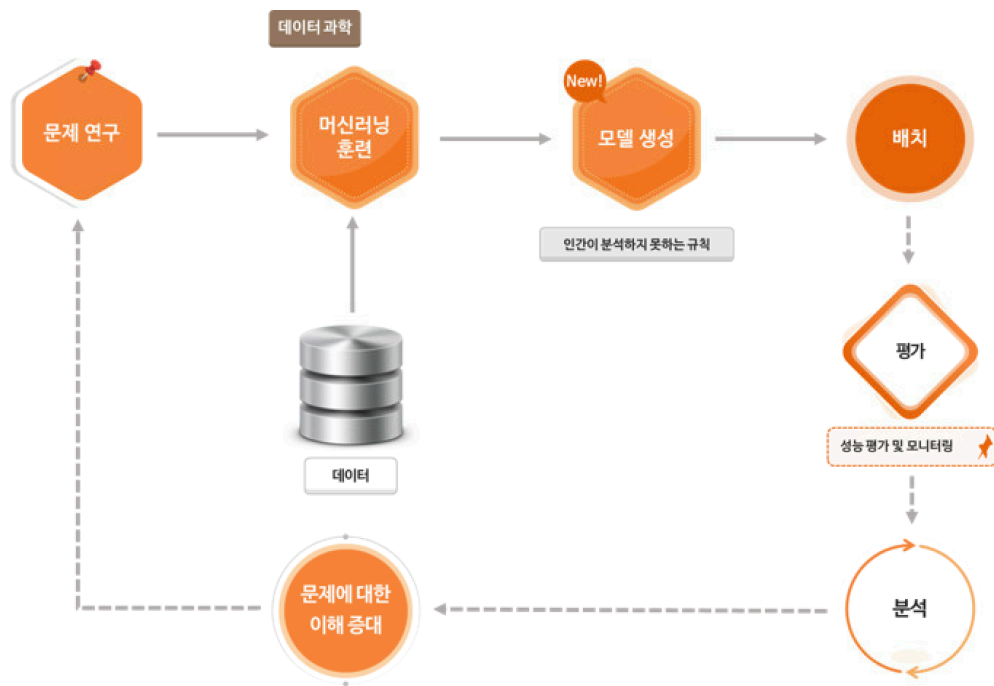 데이터 과학
문제 연구
머신러닝
훈련
New!
모델 생성
배치
인간이 분석하지 못하는 규칙
평가
성능 평가 및 모니터링
데이터
문제에 대한
이해 증대
분석